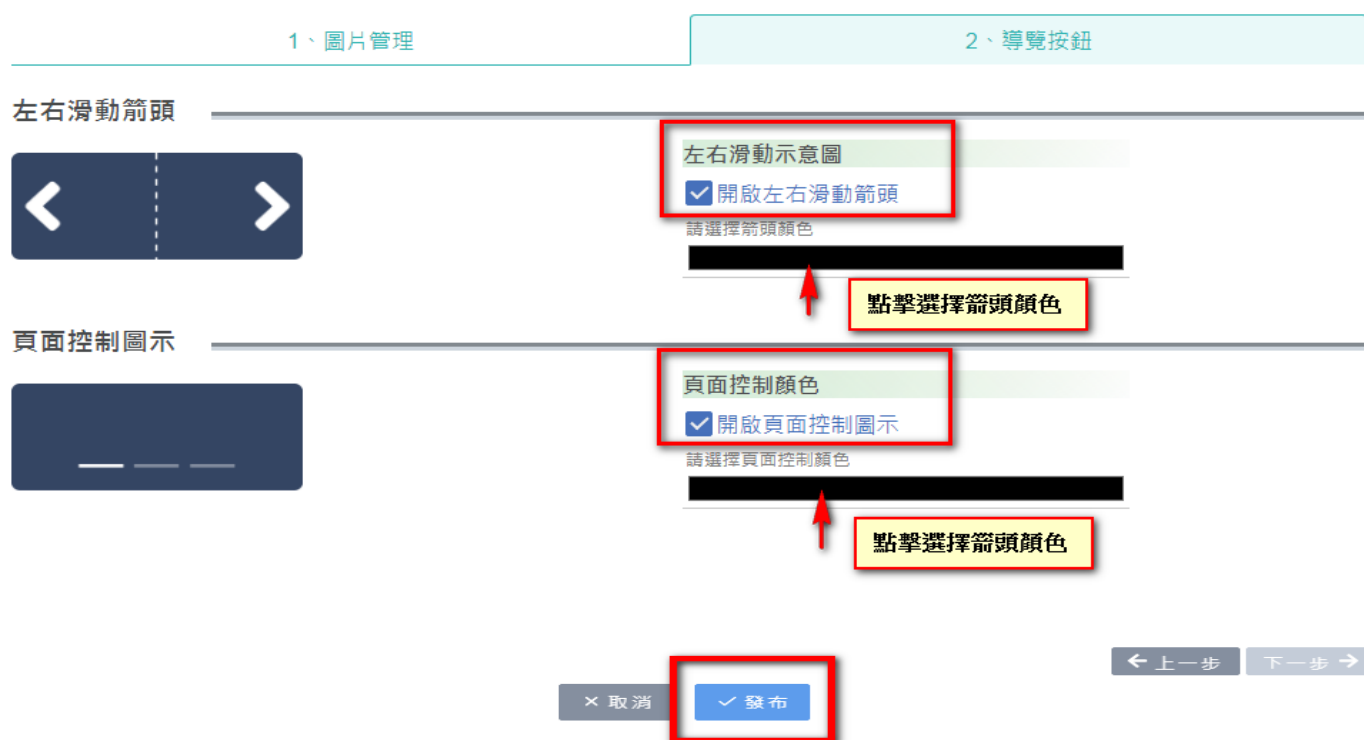 1、圖片管理
2、導覽按鈕
左右滑動箭頭
左右滑動示意圖
開啟左右滑動箭頭
請選擇箭頭顏色
點擊選擇箭頭顏色
頁面控制圖示
頁面控制顏色
開啟頁面控制圖示
請選擇頁面控制顏色
點擊選擇箭頭顏色
上一步
下一步
取消
發布